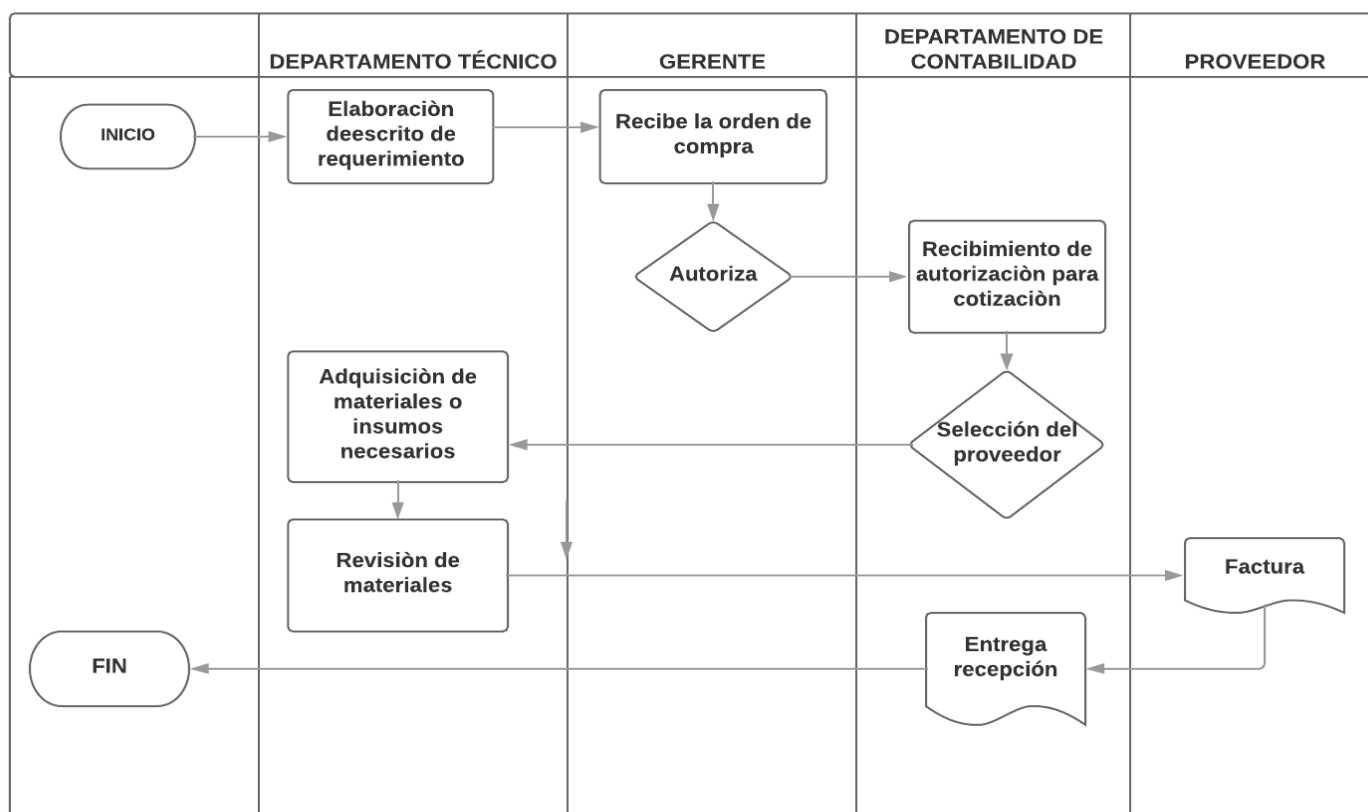 DEPARTAMENTO TÉCNICO
GERENTE
DEPARTAMENTO DE
CONTABILIDAD
PROVEEDOR
INICIO
Elaboraciòn
deescrito de
requerimiento
Recibe la orden de
compra
Autoriza
Recibimiento de
autorizaciòn para
cotizaciòn
Selección del
proveedor
Adquisiciòn de
materiales o
insumos
necesarios
Revisiòn de
materiales
Factura
Entrega
recepción
FIN